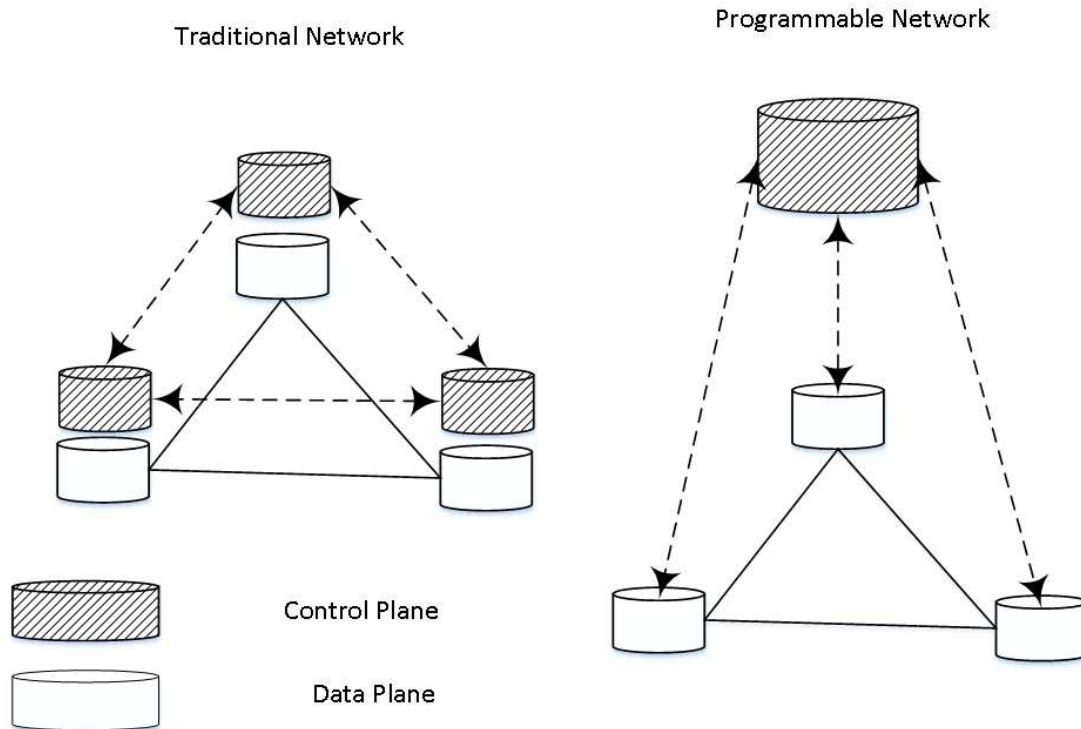 Traditional Network
Programmable Network
Control Plane
Data Plane